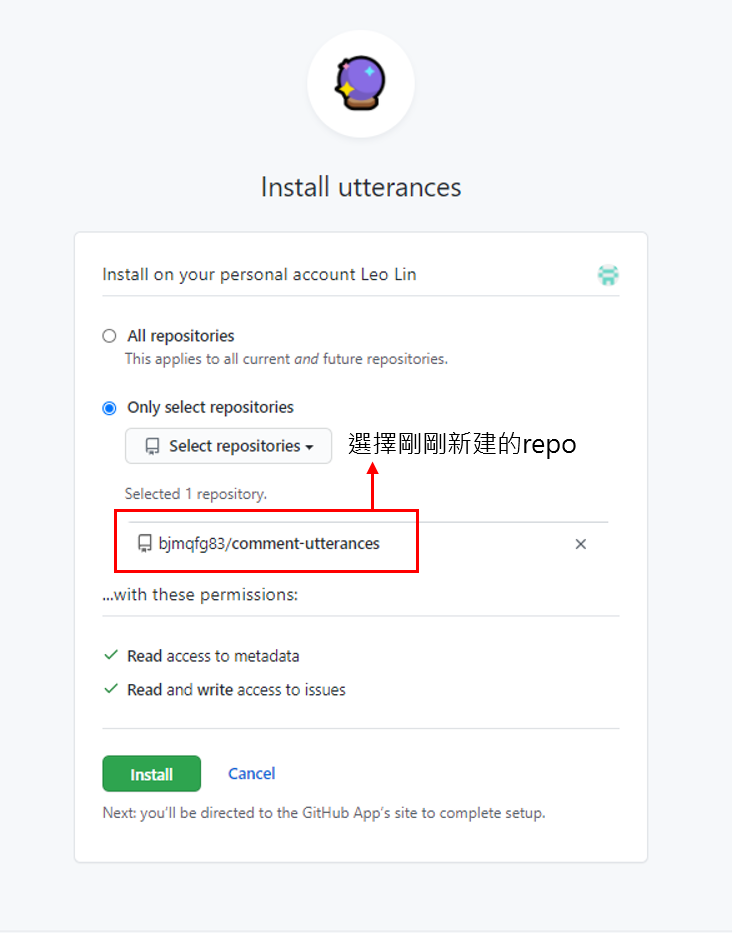 Install utterances
Install on your personal account Leo Lin
All repositories
This applies to all current and future repositories.
Only select repositories
Select repositories
選擇剛剛新建的repo
Selected 1 repository.
bjmqfg83/comment-utterances
...with these permissions:
Read access to metadata
Read and write access to issues
Install
Cancel
Next: you'll be directed to the GitHub App's site to complete setup.